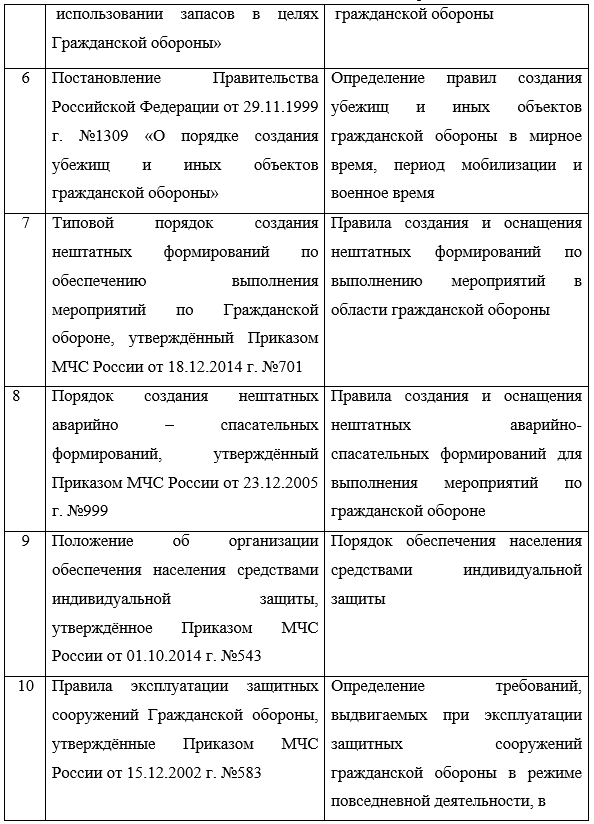 использовании запасов в целях
Гражданской обороны»
гражданской обороны
6
Постановление Правительства
Российской Федерации от 29.11.1999
г. №1309 «О порядке создания
убежищ и иных объектов
гражданской обороны»
Определение правил создания
убежищ и иных объектов
гражданской обороны в мирное
время, период мобилизации и
военное время
7
Типовой порядок создания
нештатных формирований по
обеспечению выполнения
мероприятий по Гражданской
обороне, утверждённый Приказом
МЧС России от 18.12.2014 г. №701
Правила создания и оснащения
нештатных формирований по
выполнению мероприятий в
области гражданской обороны
8
Порядок создания нештатных
аварийно – спасательных
формирований, утверждённый
Приказом МЧС России от 23.12.2005
г. №999
Правила создания и оснащения
нештатных аварийно-
спасательных формирований для
выполнения мероприятий по
гражданской обороне
9
Положение об организации
обеспечения населения средствами
индивидуальной защиты,
утверждённое Приказом МЧС
России от 01.10.2014 г. №543
Порядок обеспечения населения
средствами индивидуальной
защиты
10
Правила эксплуатации защитных
сооружений Гражданской обороны,
утверждённые Приказом МЧС
России от 15.12.2002 г. №583
Определение требований,
выдвигаемых при эксплуатации
защитных сооружений
гражданской обороны в режиме
повседневной деятельности, в